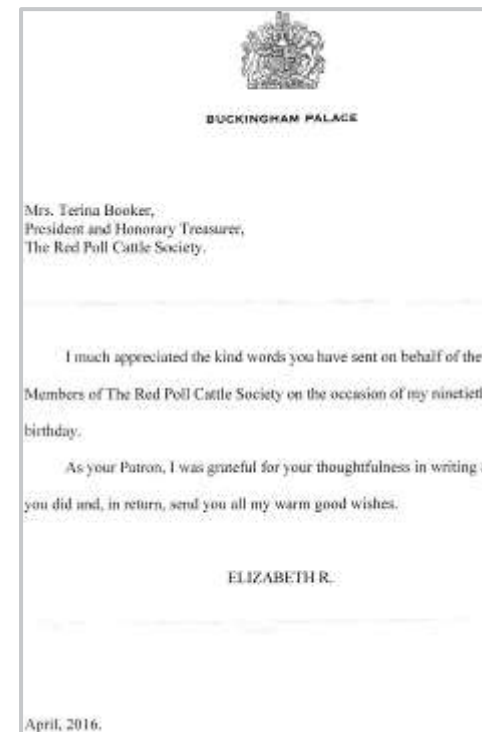 BUCKINGHAM PALACE
Mrs. Terina Booker,
President and Honorary Treasurer,
The Red Poll Cattle Society.
I much appreciated the kind words you have sent on behalf of the
Members of The Red Poll Cattle Society on the occasion of my ninetieth
birthday.
As your Patron, I was grateful for your thoughtfulness in writing
you did and, in return, send you all my warm good wishes.
ELIZABETH R.
April, 2016.